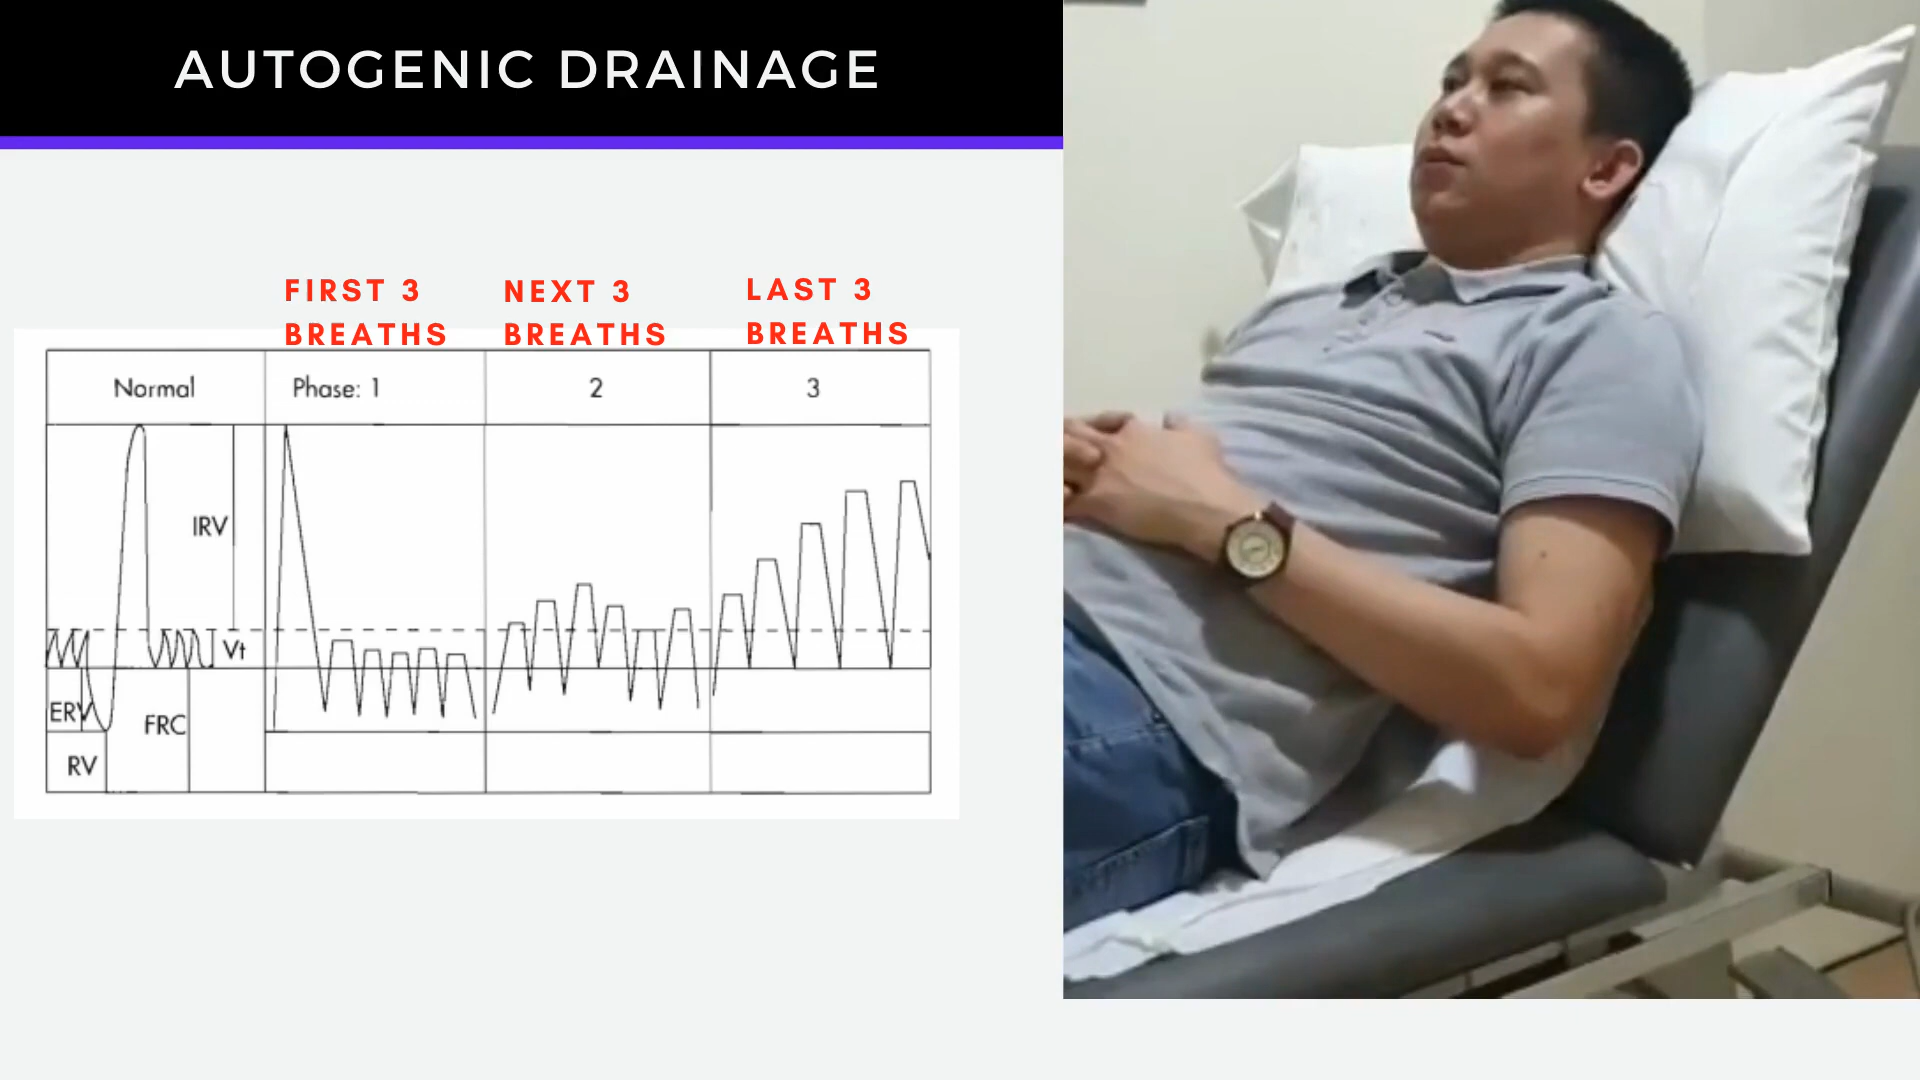 AUTOGENIC DRAINAGE
FIRST 3
BREATHS
NEXT 3
BREATHS
LAST 3
BREATHS
Normal
Phase: 1
2
3
IRV
Vt
ERV
FRC
RV